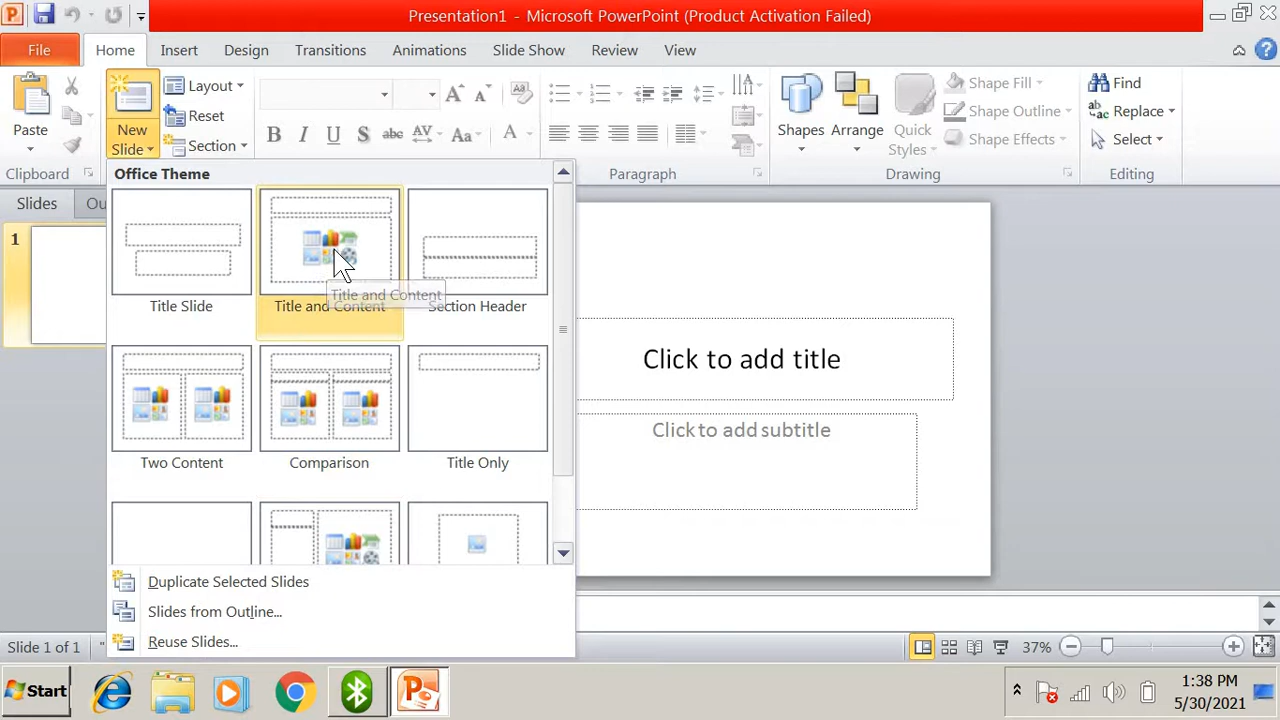 Presentation1 - Microsoft PowerPoint (Product Activation Failed)
File Home Insert Design Transitions Animations Slide Show Review View
Paste
Clipboard
New
Slide
Layout
Reset
Section
B I U S abc AV Aa A
Paragraph
Shapes
Arrange
Quick
Styles
Shape Fill
Shape Outline
Shape Effects
Drawing
Find
Replace
Select
Editing
Slides Ou
1
Office Theme
Title Slide
Title and Content
Title and Content
Section Header
Two Content
Comparison
Title Only
Duplicate Selected Slides
Slides from Outline...
Reuse Slides...
Click to add title
Click to add subtitle
Slide 1 of 1
37%
Start
1:38 PM
5/30/2021